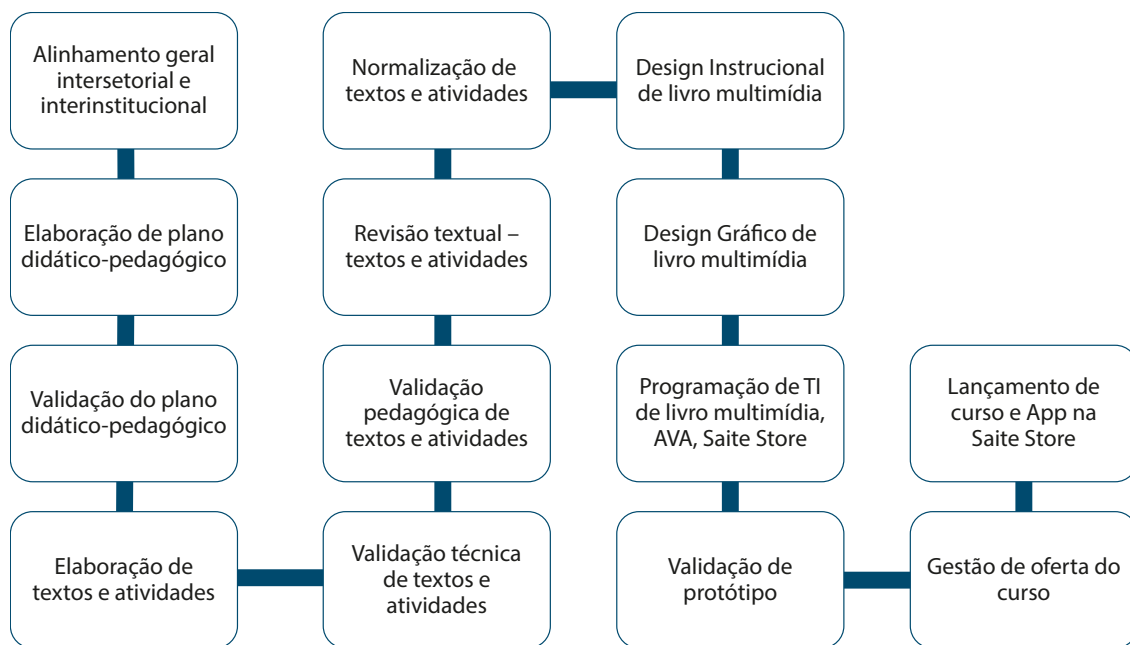 Alinhamento geral
intersetorial e
interinstitucional
Elaboração de plano
didático-pedagógico
Validação do plano
didático-pedagógico
Elaboração de
textos e atividades
Validação técnica
de textos e
atividades
Validação
pedagógica de
textos e atividades
Revisão textual –
textos e atividades
Normalização de
textos e atividades
Design Instrucional
de livro multimídia
Design Gráfico de
livro multimídia
Programação de TI
de livro multimídia,
AVA, Saite Store
Validação de
protótipo
Gestão de oferta do
curso
Lançamento de
curso e App na
Saite Store